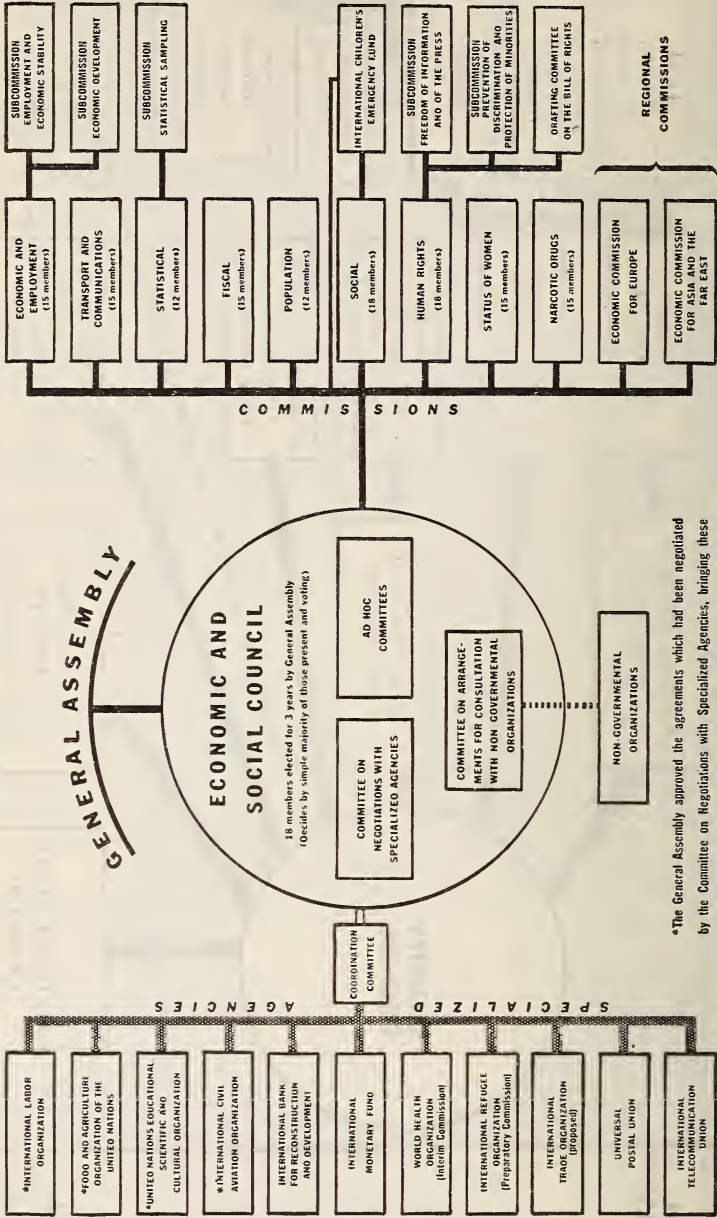 GENERAL ASSEMBLY
ECONOMIC AND
SOCIAL COUNCIL
18 members elected for 3 years by General Assembly
(Decides by simple majority of those present and voting)
COMMITTEE ON
NEGOTIATIONS WITH
SPECIALIZED AGENCIES
AD HOC
COMMITTEES
COMMITTEE ON ARRANGE-
MENTS FOR CONSULTATION
WITH NON GOVERNMENTAL
ORGANIZATIONS
NON-GOVERNMENTAL
ORGANIZATIONS
COORDINATION
COMMITTEE
SPECIALIZED AGENCIES
*INTERNATIONAL LABOR
ORGANIZATION
*FOOD AND AGRICULTURE
ORGANIZATION OF THE
UNITED NATIONS
*UNITED NATIONS EDUCATIONAL
SCIENTIFIC AND
CULTURAL ORGANIZATION
*INTERNATIONAL CIVIL
AVIATION ORGANIZATION
INTERNATIONAL BANK
FOR RECONSTRUCTION
AND DEVELOPMENT
INTERNATIONAL
MONETARY FUND
WORLD HEALTH
ORGANIZATION
(Interim Commission)
INTERNATIONAL REFUGEE
ORGANIZATION
(Preparatory Commission)
INTERNATIONAL
TRADE ORGANIZATION
(proposed)
UNIVERSAL
POSTAL UNION
INTERNATIONAL
TELECOMMUNICATION
UNION
COMMISSIONS
ECONOMIC AND
EMPLOYMENT
(15 members)
TRANSPORT AND
COMMUNICATIONS
(15 members)
STATISTICAL
(12 members)
FISCAL
(15 members)
POPULATION
(12 members)
SOCIAL
(18 members)
HUMAN RIGHTS
(18 members)
STATUS OF WOMEN
(15 members)
NARCOTIC DRUGS
(15 members)
ECONOMIC COMMISSION
FOR EUROPE
ECONOMIC COMMISSION
FOR ASIA AND THE
FAR EAST
SUBCOMMISSION
EMPLOYMENT AND
ECONOMIC STABILITY
SUBCOMMISSION
ECONOMIC DEVELOPMENT
SUBCOMMISSION
STATISTICAL SAMPLING
INTERNATIONAL CHILDREN'S
EMERGENCY FUND
SUBCOMMISSION
FREEDOM OF INFORMATION
AND OF THE PRESS
SUBCOMMISSION
PREVENTION OF
DISCRIMINATION AND
PROTECTION OF MINORITIES
DRAFTING COMMITTEE
ON THE BILL OF RIGHTS
REGIONAL
COMMISSIONS
*The General Assembly approved the agreements which had been negotiated
by the Committee on Negotiations with Specialized Agencies, bringing these